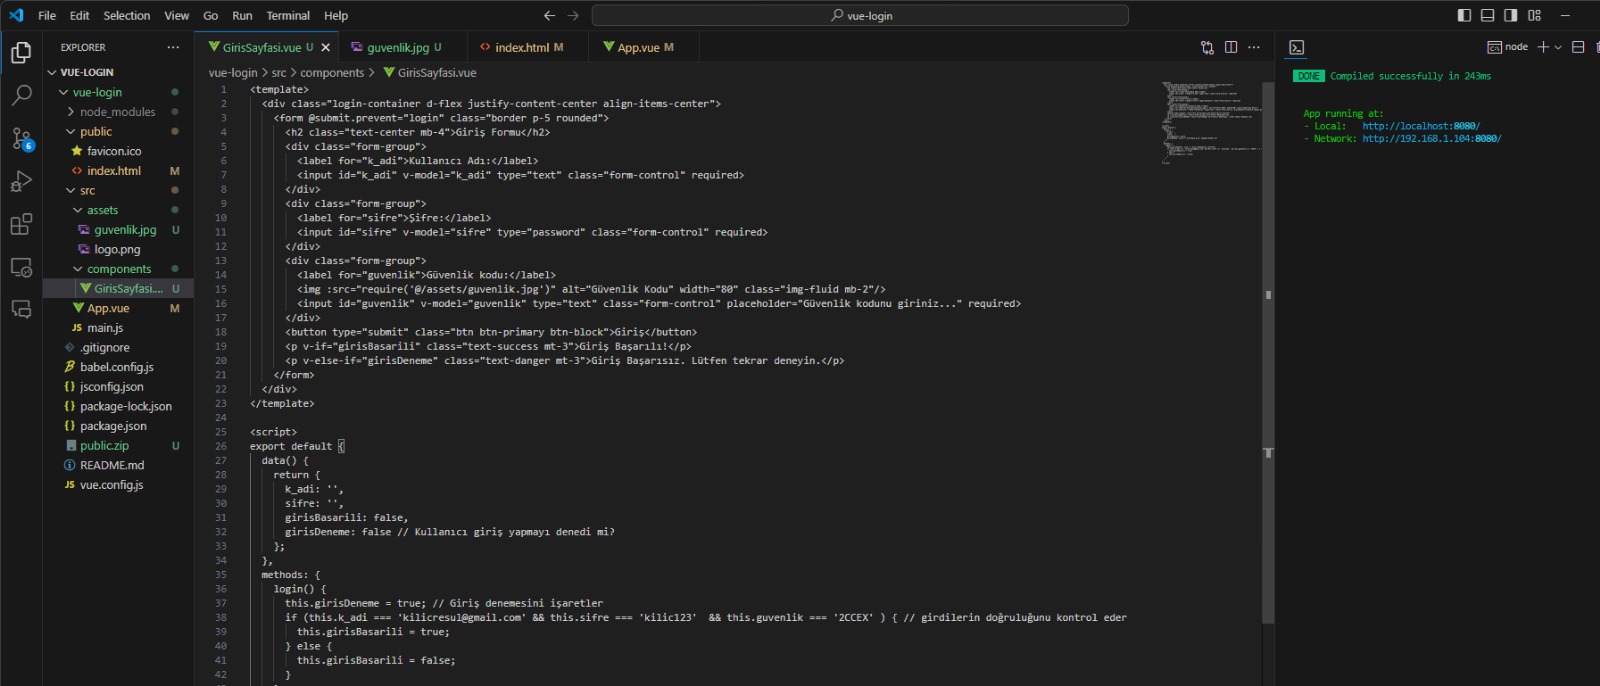 File Edit Selection View Go Run Terminal Help
vue-login
EXPLORER
VUE-LOGIN
vue-login
node_modules
public
favicon.ico
index.html M
src
assets
guvenlik.jpg U
logo.png
components
GirisSayfasi.... U
App.vue M
JS main.js
.gitignore
babel.config.js
{} jsconfig.json
{} package-lock.json
{} package.json
public.zip U
README.md
JS vue.config.js
6
GirisSayfasi.vue U
guvenlik.jpg U
index.html M
App.vue M
vue-login > src > components > GirisSayfasi.vue
1 <template>
2 <div class="login-container d-flex justify-content-center align-items-center">
3 <form @submit.prevent="login" class="border p-5 rounded">
4 <h2 class="text-center mb-4">Giriş Formu</h2>
5 <div class="form-group">
6 <label for="k_adi">Kullanıcı Adı:</label>
7 <input id="k_adi" v-model="k_adi" type="text" class="form-control" required>
8 </div>
9 <div class="form-group">
10 <label for="sifre">Şifre:</label>
11 <input id="sifre" v-model="sifre" type="password" class="form-control" required>
12 </div>
13 <div class="form-group">
14 <label for="guvenlik">Güvenlik kodu:</label>
15 <img :src="require('@/assets/guvenlik.jpg')" alt="Güvenlik Kodu" width="80" class="img-fluid mb-2"/>
16 <input id="guvenlik" v-model="guvenlik" type="text" class="form-control" placeholder="Güvenlik kodunu giriniz..." required>
17 </div>
18 <button type="submit" class="btn btn-primary btn-block">Giriş</button>
19 <p v-if="girisBasarili" class="text-success mt-3">Giriş Başarılı!</p>
20 <p v-else-if="girisDeneme" class="text-danger mt-3">Giriş Başarısız. Lütfen tekrar deneyin.</p>
21 </form>
22 </div>
23 </template>
24
25 <script>
26 export default {
27 data() {
28 return {
29 k_adi: '',
30 sifre: '',
31 girisBasarili: false,
32 girisDeneme: false // Kullanıcı giriş yapmayı denedi mi?
33 };
34 },
35 methods: {
36 login() {
37 this.girisDeneme = true; // Giriş denemesini işaretler
38 if (this.k_adi === 'kilicresul@gmail.com' && this.sifre === 'kilic123' && this.guvenlik === '2CCEX' ) { // girdilerin doğruluğunu kontrol eder
39 this.girisBasarili = true;
40 } else {
41 this.girisBasarili = false;
42 }
node
DONE Compiled successfully in 243ms
App running at:
- Local: http://localhost:8080/
- Network: http://192.168.1.104:8080/